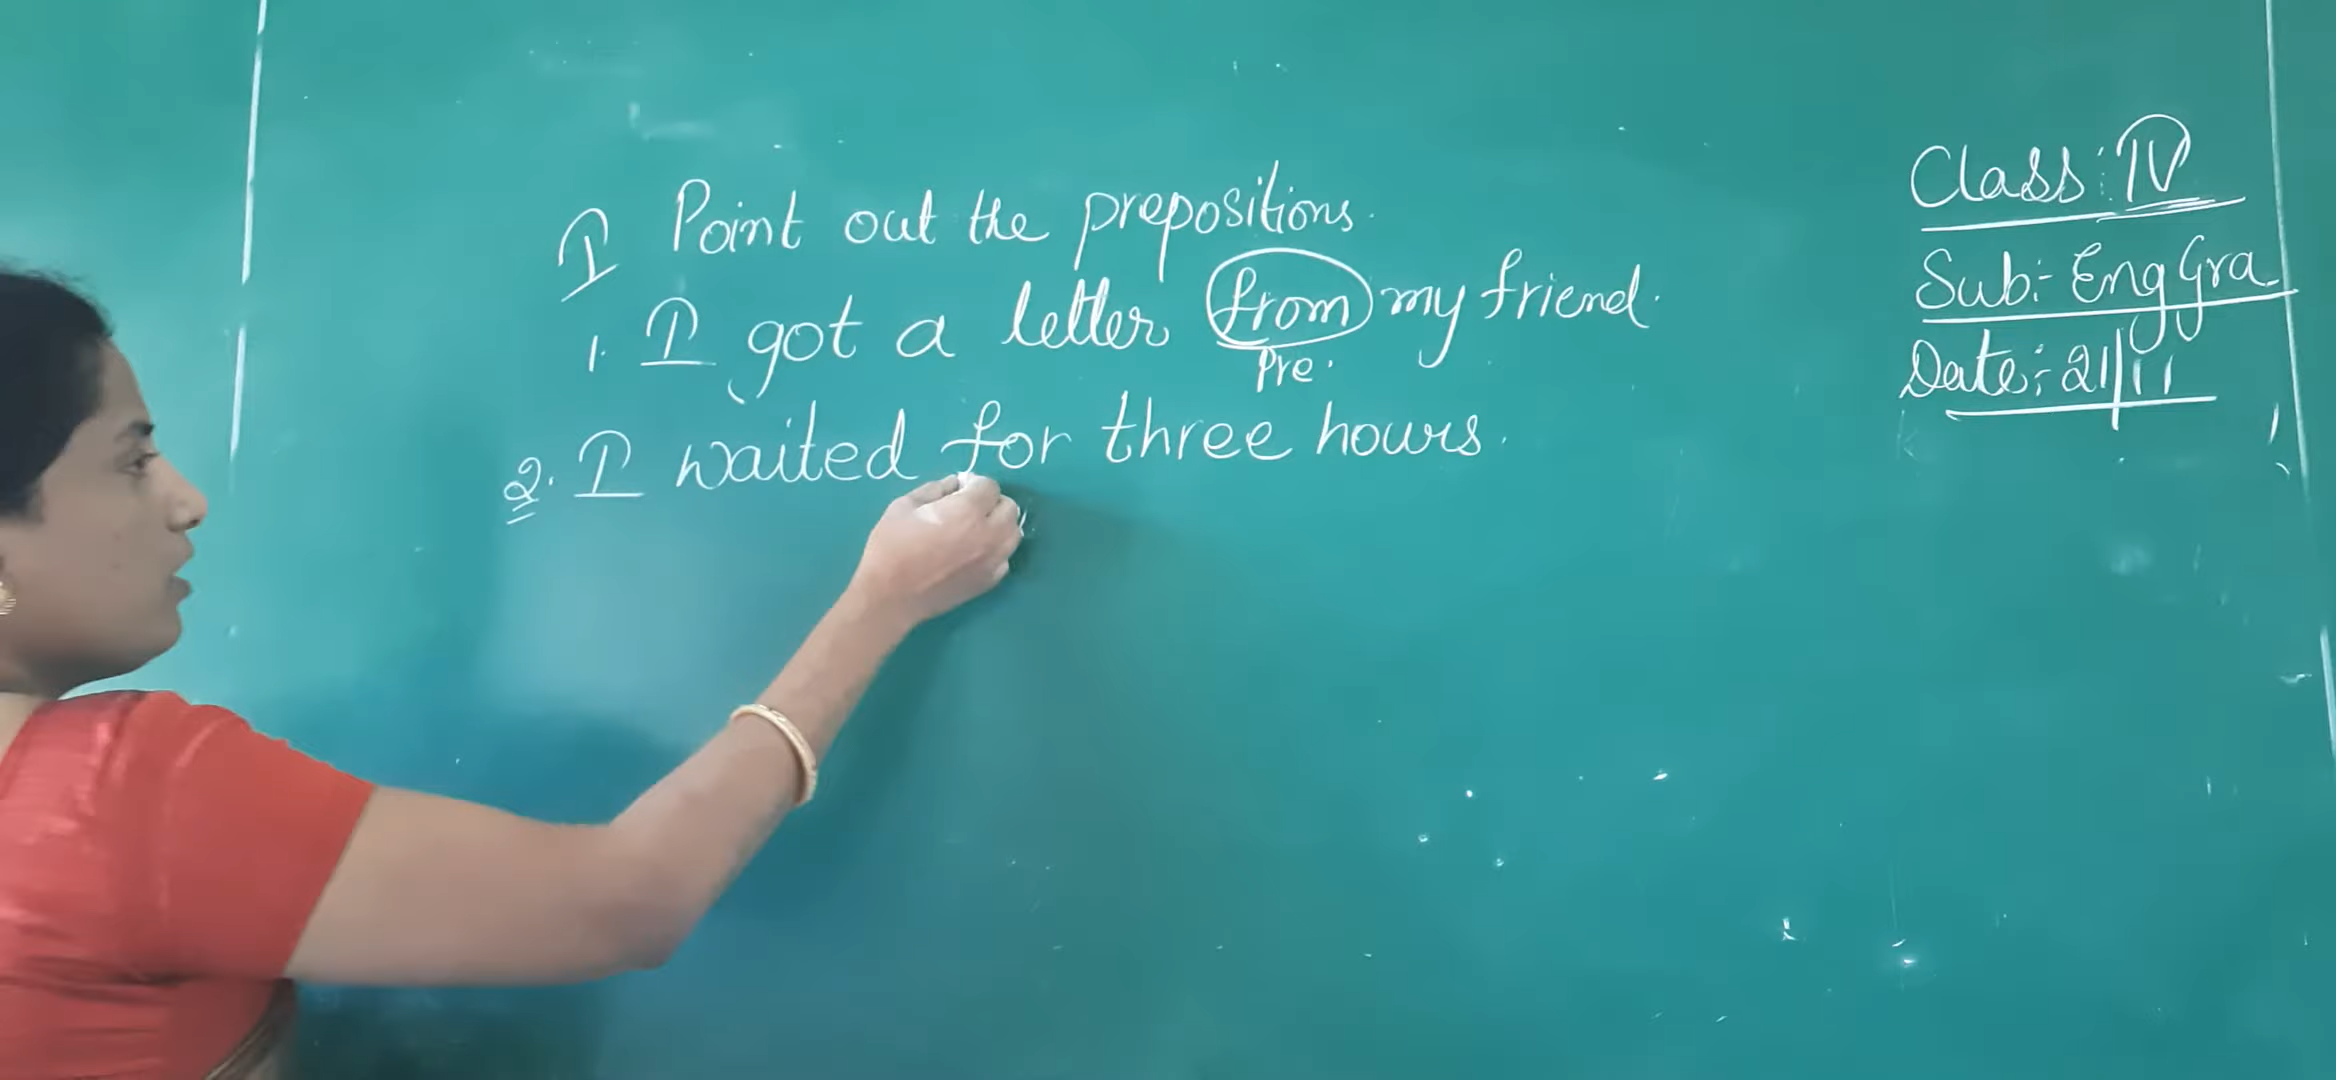 I Point out the prepositions.
1. I got a letter from my friend.
Pre.
2. I waited for three hours.
Class: IV
Sub:- Eng Gra
Date:- 21/11